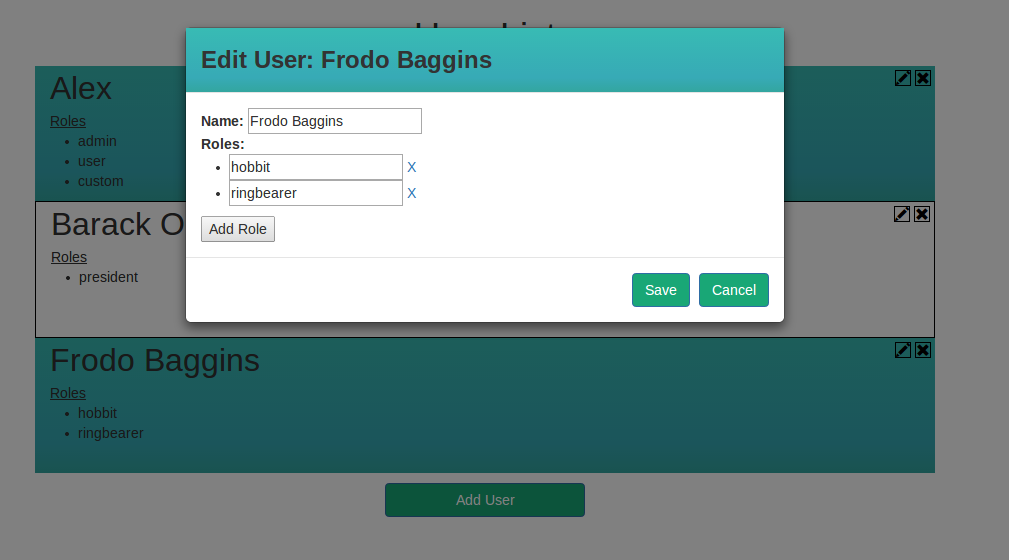 Edit User: Frodo Baggins
Name: Frodo Baggins
Roles:
hobbit X
ringbearer X
Add Role
Save Cancel
Alex
Roles
admin
user
custom
Barack O
Roles
president
Frodo Baggins
Roles
hobbit
ringbearer
Add User